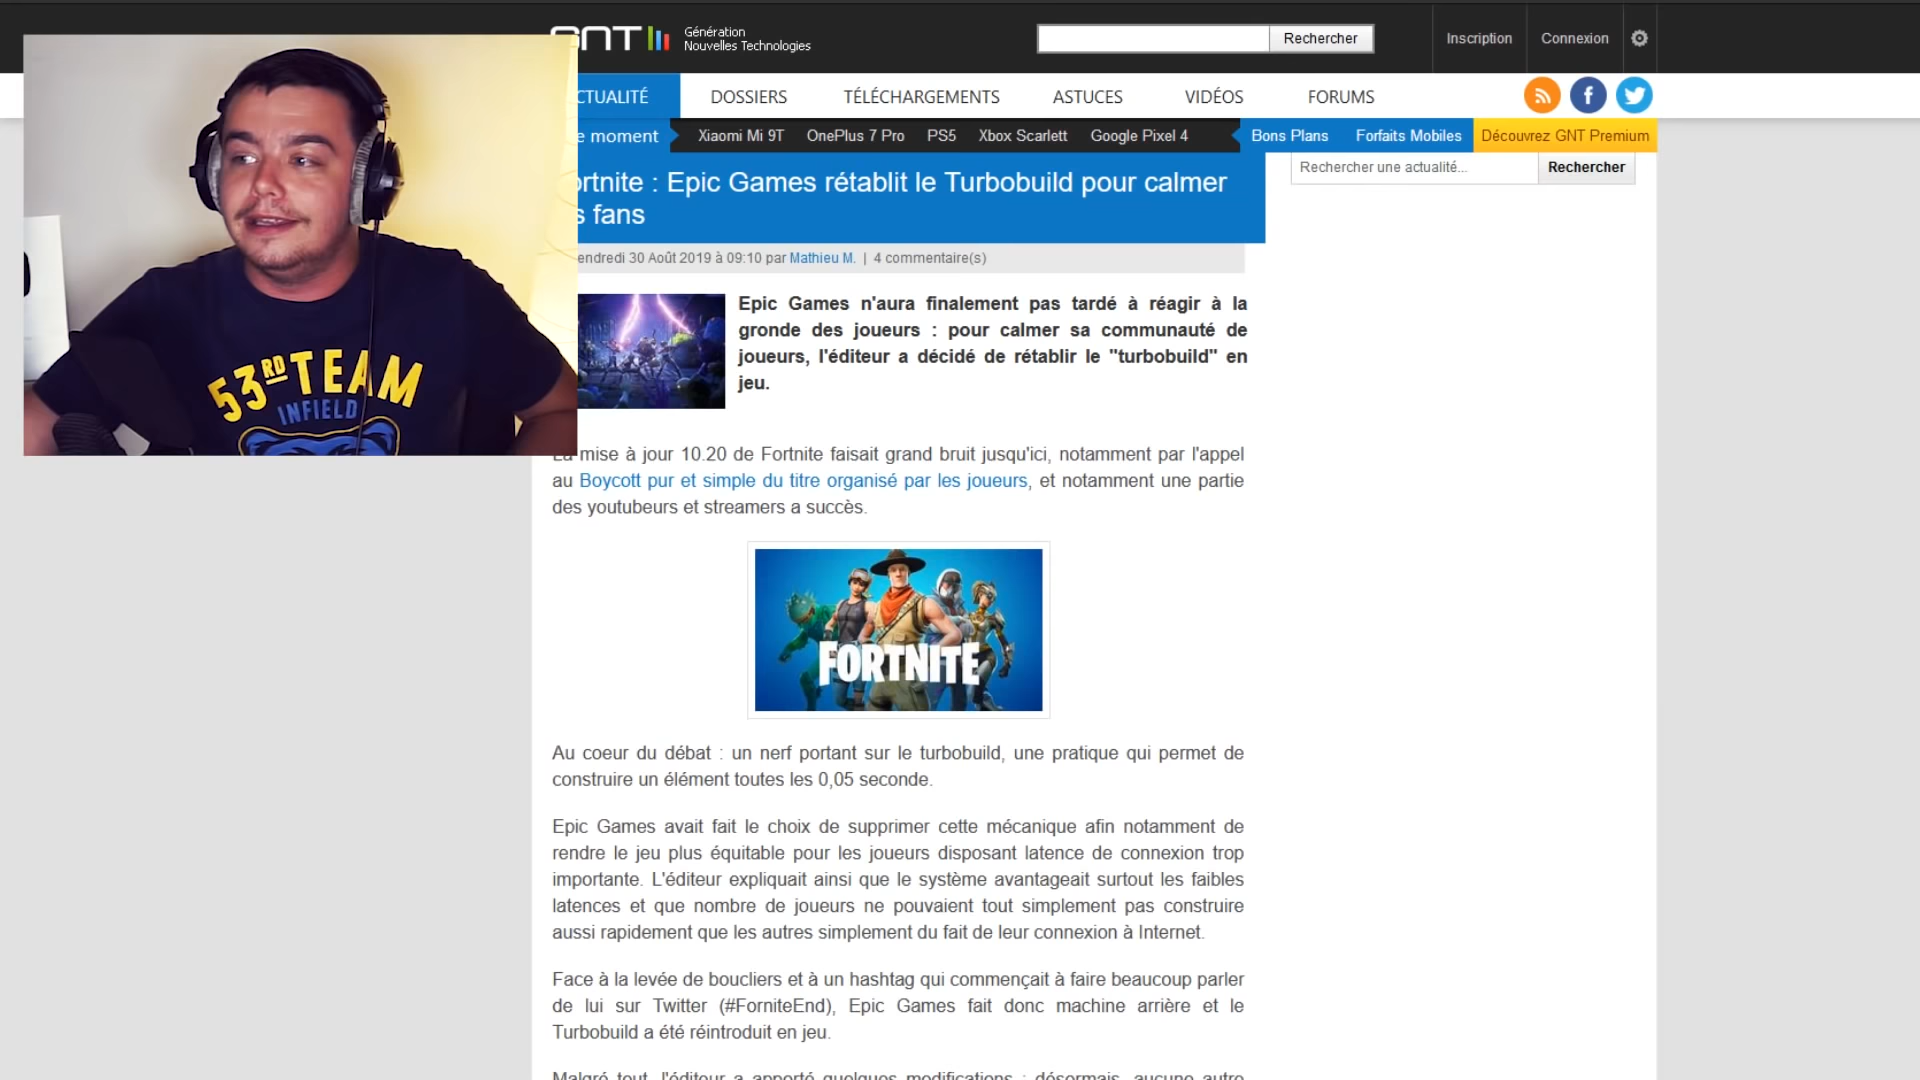 GNT
Génération
Nouvelles Technologies
Rechercher
Inscription
Connexion
CTUALITÉ
DOSSIERS
TÉLÉCHARGEMENTS
ASTUCES
VIDÉOS
FORUMS
e moment
Xiaomi Mi 9T
OnePlus 7 Pro
PS5
Xbox Scarlett
Google Pixel 4
Bons Plans
Forfaits Mobiles
Découvrez GNT Premium
Rechercher une actualité...
Rechercher
ortnite : Epic Games rétablit le Turbobuild pour calmer
s fans
endredi 30 Août 2019 à 09:10 par Mathieu M. | 4 commentaire(s)
Epic Games n'aura finalement pas tardé à réagir à la
gronde des joueurs : pour calmer sa communauté de
joueurs, l'éditeur a décidé de rétablir le "turbobuild" en
jeu.
53RD TEAM
INFIELD
La mise à jour 10.20 de Fortnite faisait grand bruit jusqu'ici, notamment par l'appel
au Boycott pur et simple du titre organisé par les joueurs, et notamment une partie
des youtubeurs et streamers a succès.
FORTNITE
Au coeur du débat : un nerf portant sur le turbobuild, une pratique qui permet de
construire un élément toutes les 0,05 seconde.
Epic Games avait fait le choix de supprimer cette mécanique afin notamment de
rendre le jeu plus équitable pour les joueurs disposant latence de connexion trop
importante. L'éditeur expliquait ainsi que le système avantageait surtout les faibles
latences et que nombre de joueurs ne pouvaient tout simplement pas construire
aussi rapidement que les autres simplement du fait de leur connexion à Internet.
Face à la levée de boucliers et à un hashtag qui commençait à faire beaucoup parler
de lui sur Twitter (#ForniteEnd), Epic Games fait donc machine arrière et le
Turbobuild a été réintroduit en jeu.
Malgré tout, l'éditeur a apporté quelques modifications : désormais, aucune autre